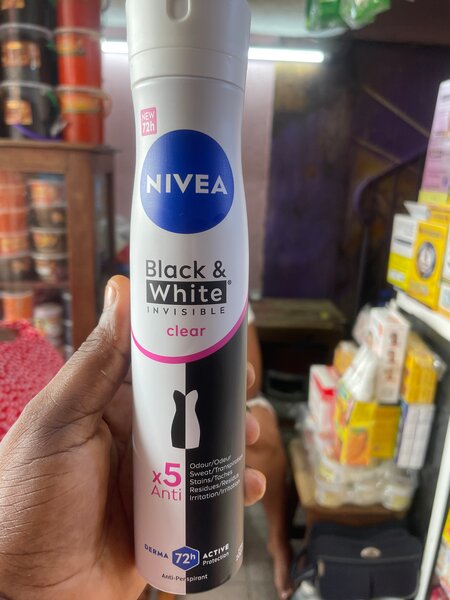 NEW
72h
NIVEA
Black &
White®
INVISIBLE
clear
x5
Anti
Odour/Odeur
Sweat/Transpiration
Stains/Taches
Residues/Résidus
Irritation/Irritation
DERMA 72h ACTIVE
Protection
Anti-Perspirant